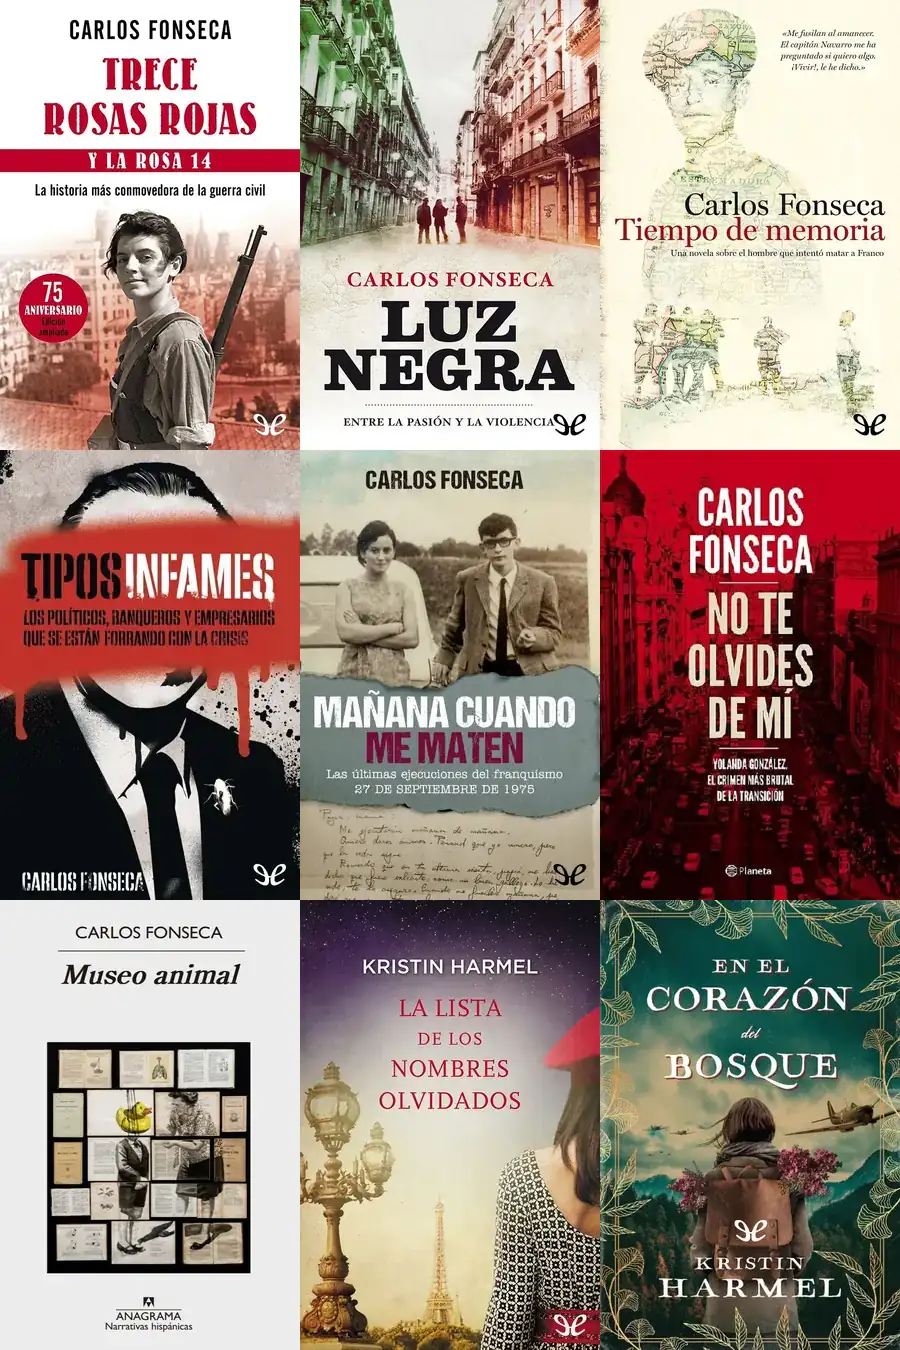 CARLOS FONSECA
TRECE
ROSAS ROJAS
Y LA ROSA 14
La historia más conmovedora de la guerra civil
75
ANIVERSARIO
Edición
ampliada
CARLOS FONSECA
LUZ
NEGRA
ENTRE LA PASIÓN Y LA VIOLENCIA
«Me fusilan al amanecer.
El capitán Navarro me ha
preguntado si quiero algo.
¡Vivir!, le he dicho.»
EXTREMADURA
Carlos Fonseca
Tiempo de memoria
Una novela sobre el hombre que intentó matar a Franco
TIPOS INFAMES
LOS POLÍTICOS, BANQUEROS Y EMPRESARIOS
QUE SE ESTÁN FORRANDO CON LA CRISIS
CARLOS FONSECA
CARLOS FONSECA
MAÑANA CUANDO
ME MATEN
Las últimas ejecuciones del franquismo
27 DE SEPTIEMBRE DE 1975
CARLOS
FONSECA
NO TE
OLVIDES
DE MÍ
YOLANDA GONZÁLEZ,
EL CRIMEN MÁS BRUTAL
DE LA TRANSICIÓN
Planeta
CARLOS FONSECA
Museo animal
ANAGRAMA
Narrativas hispánicas
KRISTIN HARMEL
LA LISTA
DE LOS
NOMBRES
OLVIDADOS
EN EL
CORAZÓN
del
BOSQUE
KRISTIN
HARMEL